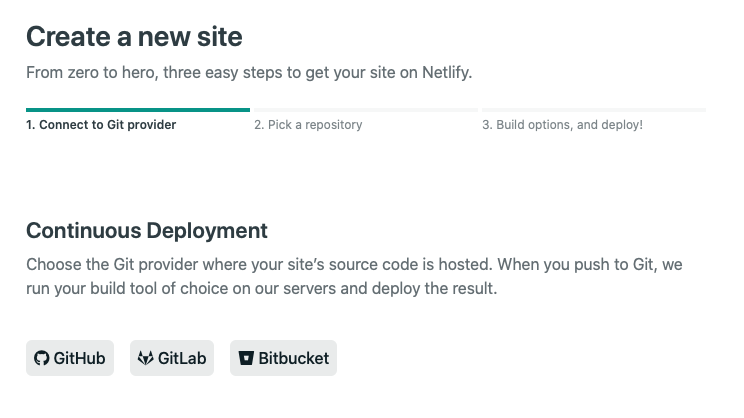 Create a new site
From zero to hero, three easy steps to get your site on Netlify.
1. Connect to Git provider
2. Pick a repository
3. Build options, and deploy!
Continuous Deployment
Choose the Git provider where your site’s source code is hosted. When you push to Git, we
run your build tool of choice on our servers and deploy the result.
GitHub
GitLab
Bitbucket